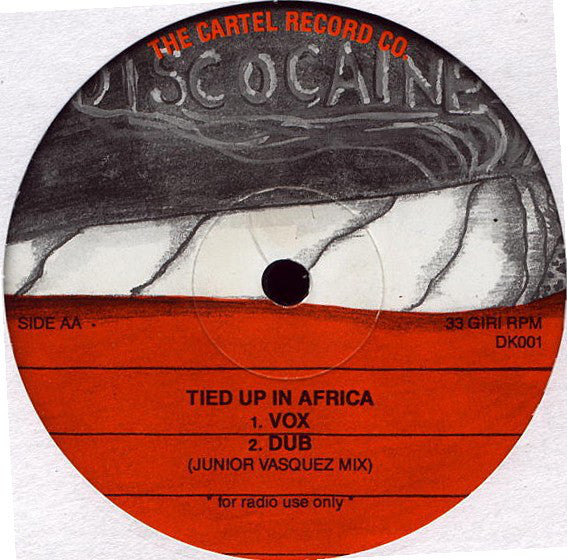 THE CARTEL RECORD CO.
DISCOCAINE
SIDE AA .
33 GIRI RPM
DK001
TIED UP IN AFRICA
1. VOX
2. DUB
(JUNIOR VASQUEZ MIX)
" for radio use only "